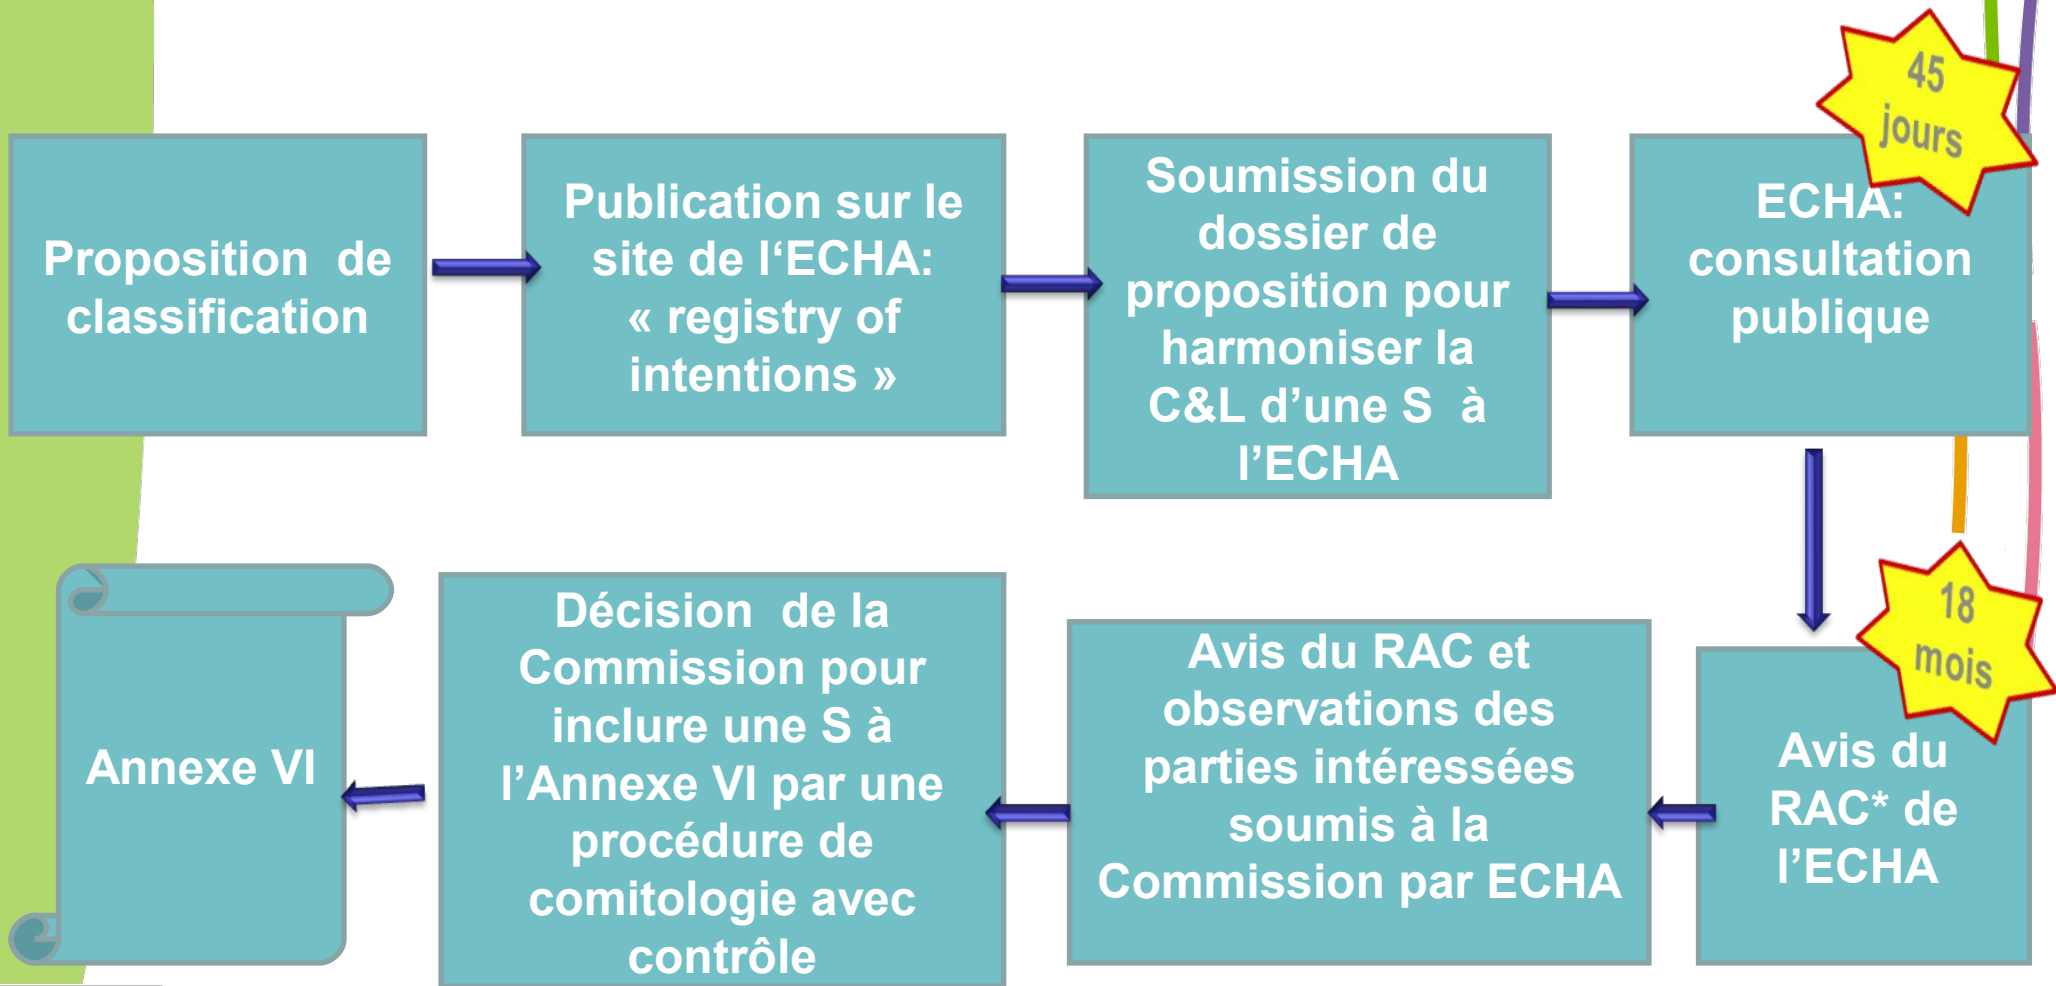 45
jours
Proposition de
classification
Publication sur le
site de l‘ECHA:
« registry of
intentions »
Soumission du
dossier de
proposition pour
harmoniser la
C&L d’une S à
l’ECHA
ECHA:
consultation
publique
18
mois
Avis du
RAC* de
l’ECHA
Avis du RAC et
observations des
parties intéressées
soumis à la
Commission par ECHA
Décision de la
Commission pour
inclure une S à
l’Annexe VI par une
procédure de
comitologie avec
contrôle
Annexe VI